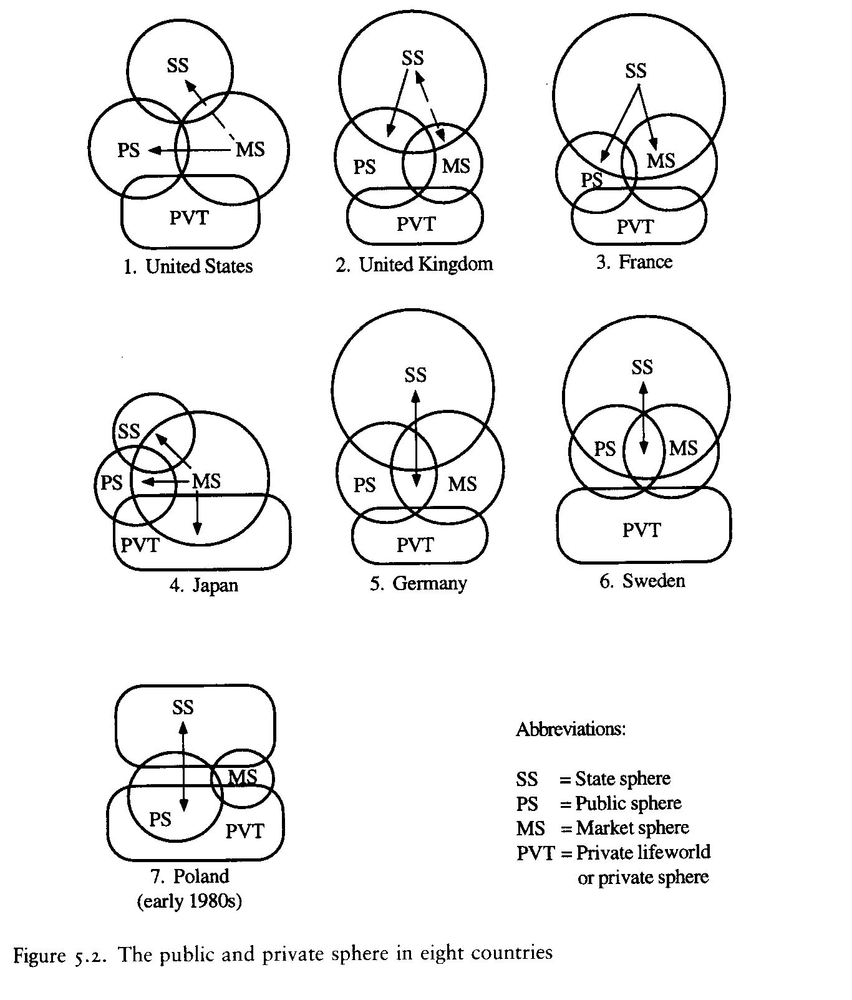 SS
PS
MS
PVT
1. United States
SS
PS
MS
PVT
2. United Kingdom
SS
MS
PS
PVT
3. France
SS
PS
MS
PVT
4. Japan
SS
PS
MS
PVT
5. Germany
SS
PS
MS
PVT
6. Sweden
SS
MS
PS
PVT
7. Poland
(early 1980s)
Abbreviations:
SS = State sphere
PS = Public sphere
MS = Market sphere
PVT = Private lifeworld
or private sphere
Figure 5.2. The public and private sphere in eight countries